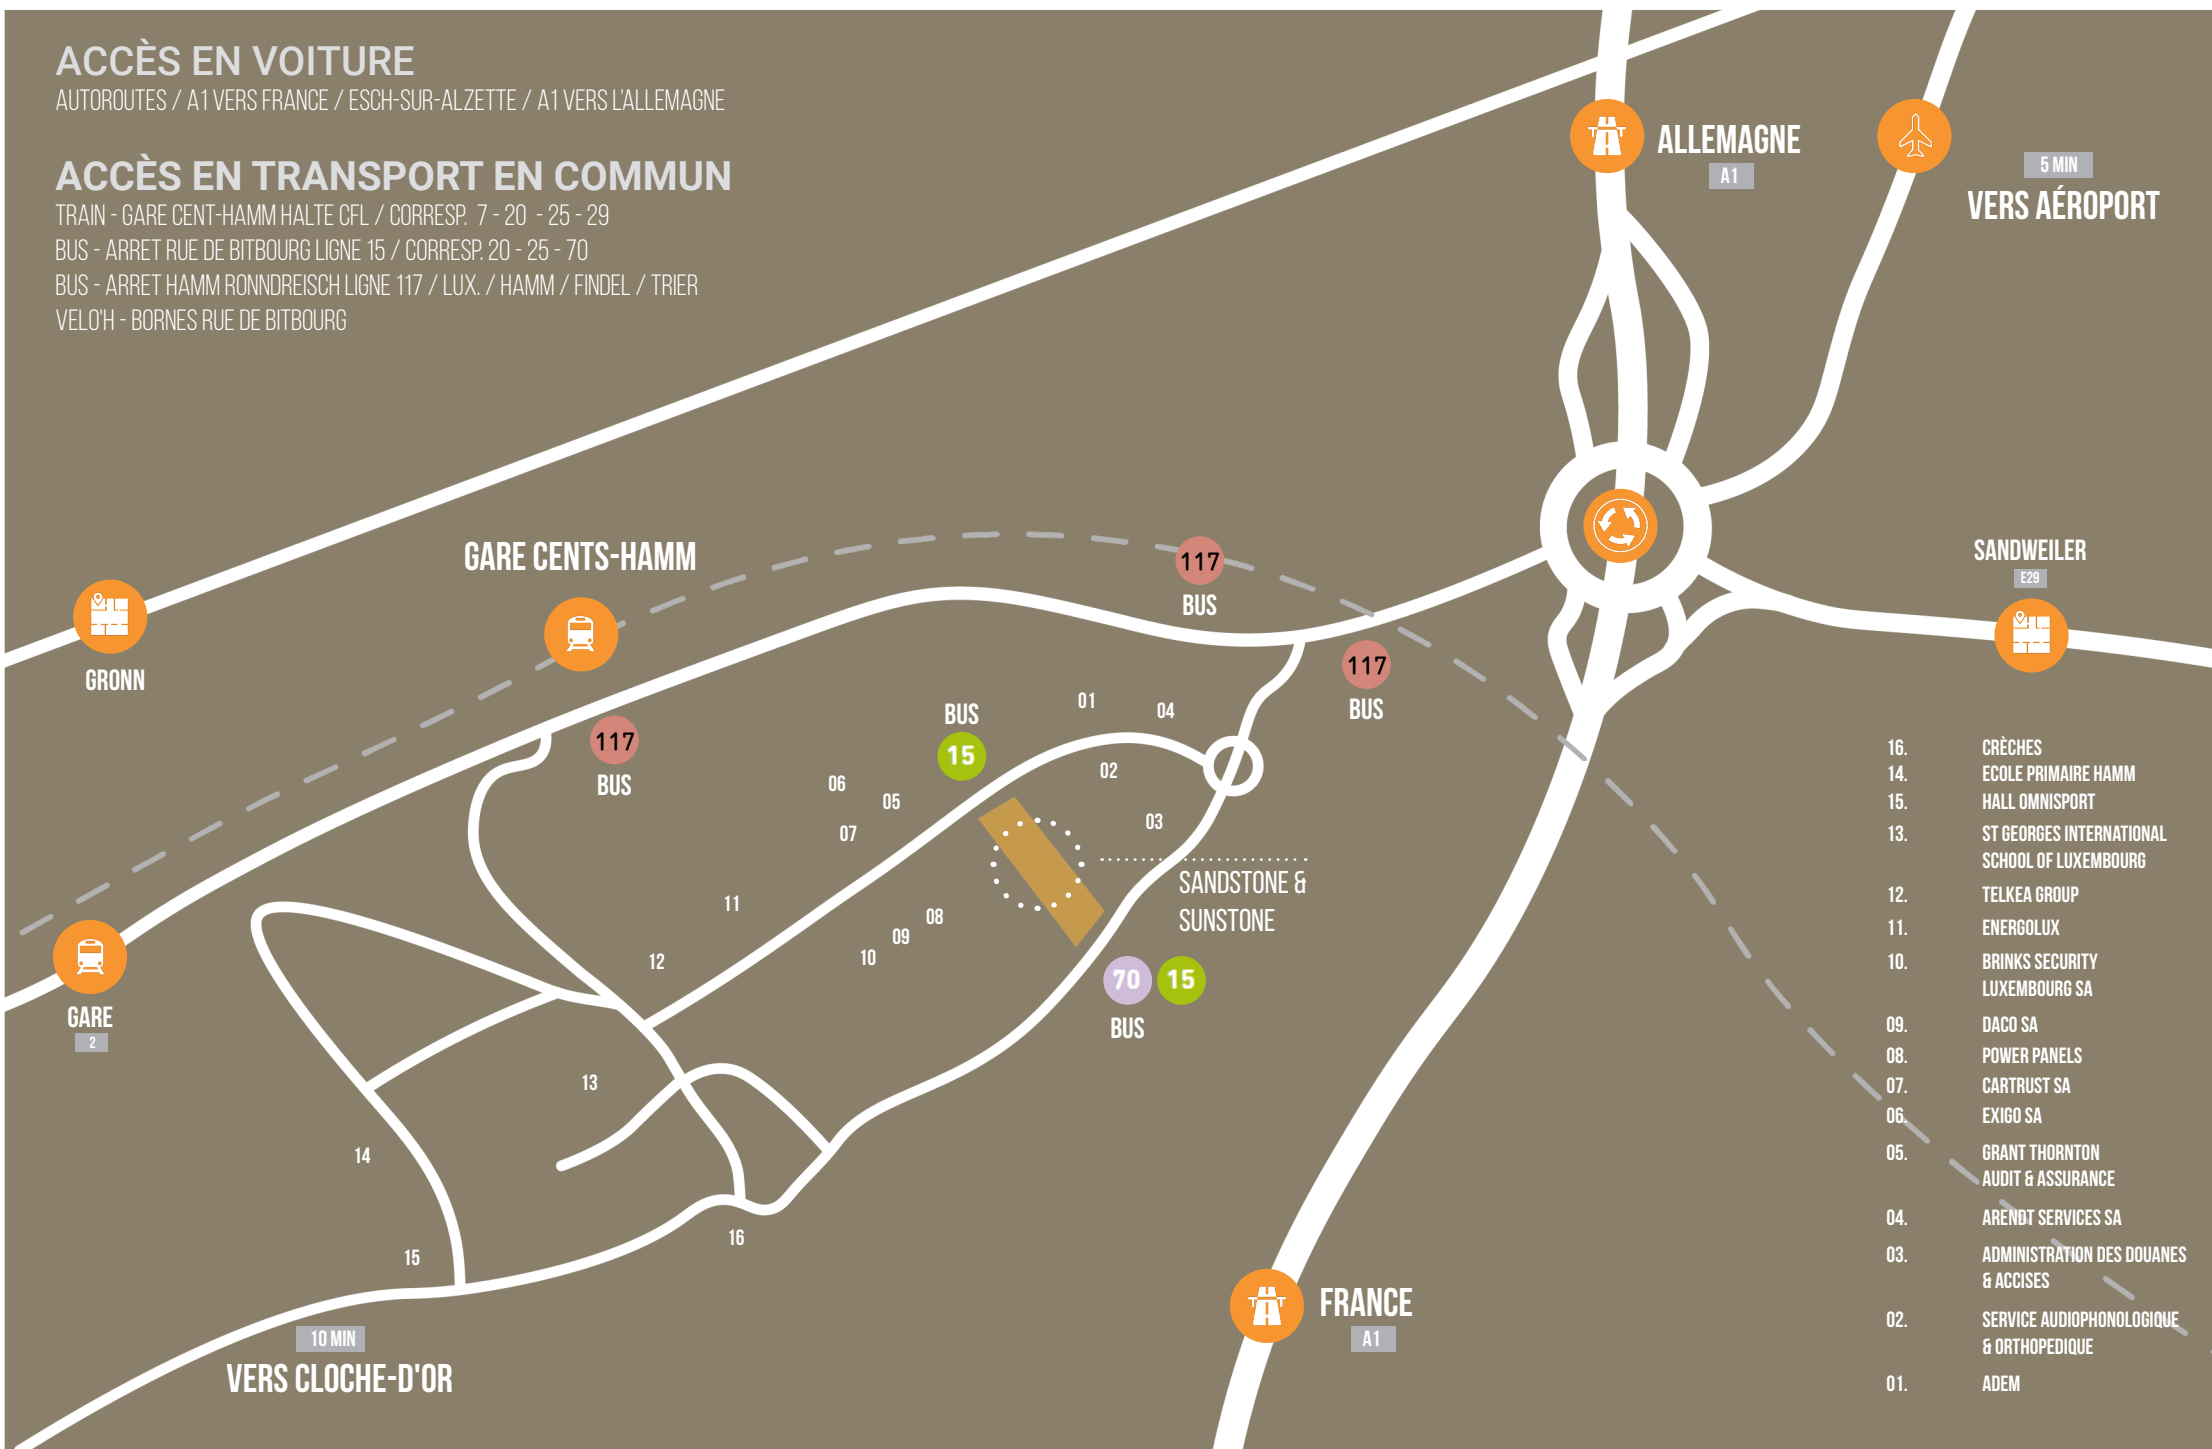 ACCÈS EN VOITURE
AUTOROUTES / A1 VERS FRANCE / ESCH-SUR-ALZETTE / A1 VERS L'ALLEMAGNE
ACCÈS EN TRANSPORT EN COMMUN
TRAIN - GARE CENT-HAMM HALTE CFL / CORRESP. 7 - 20 - 25 - 29
BUS - ARRET RUE DE BITBOURG LIGNE 15 / CORRESP. 20 - 25 - 70
BUS - ARRET HAMM RONNDREISCH LIGNE 117 / LUX. / HAMM / FINDEL / TRIER
VELO'H - BORNES RUE DE BITBOURG
ALLEMAGNE
A1
5 MIN
VERS AÉROPORT
GARE CENTS-HAMM
117
BUS
SANDWEILER
E29
GRONN
117
BUS
117
BUS
BUS
15
01
04
02
03
06
05
07
SANDSTONE &
SUNSTONE
11
08
09
10
12
70 15
BUS
GARE
2
13
14
15
16
10 MIN
VERS CLOCHE-D'OR
FRANCE
A1
16. CRÈCHES
14. ECOLE PRIMAIRE HAMM
15. HALL OMNISPORT
13. ST GEORGES INTERNATIONAL
SCHOOL OF LUXEMBOURG
12. TELKEA GROUP
11. ENERGOLUX
10. BRINKS SECURITY
LUXEMBOURG SA
09. DACO SA
08. POWER PANELS
07. CARTRUST SA
06. EXIGO SA
05. GRANT THORNTON
AUDIT & ASSURANCE
04. ARENDT SERVICES SA
03. ADMINISTRATION DES DOUANES
& ACCISES
02. SERVICE AUDIOPHONOLOGIQUE
& ORTHOPEDIQUE
01. ADEM